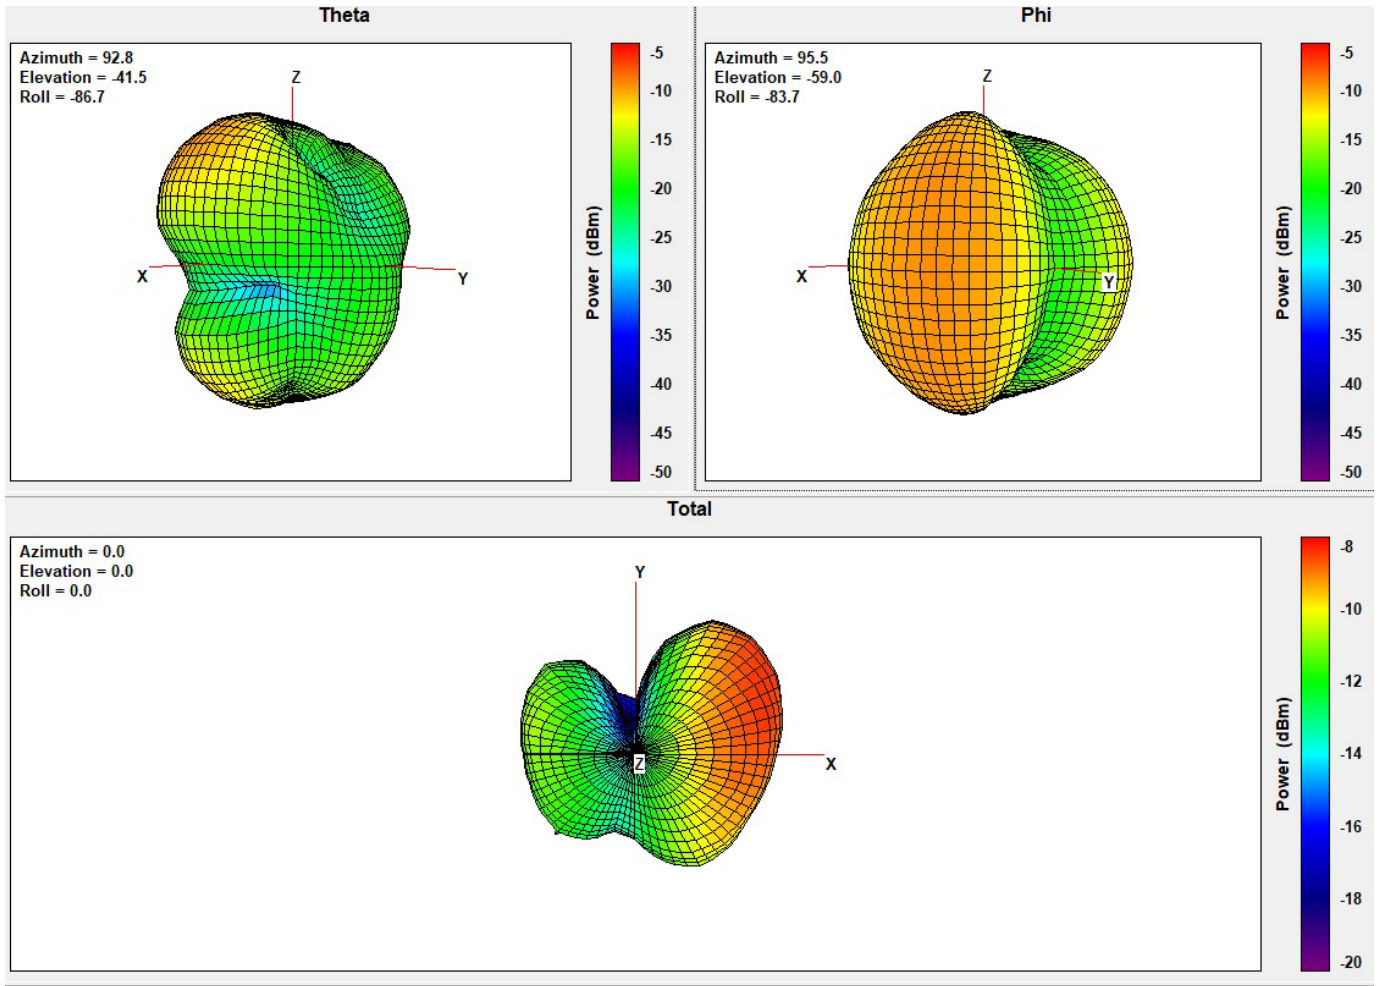 Theta
Azimuth = 92.8
Elevation = -41.5
Roll = -86.7
Z
X
Y
-5
-10
-15
-20
-25
-30
-35
-40
-45
-50
Power (dBm)
Phi
Azimuth = 95.5
Elevation = -59.0
Roll = -83.7
Z
X
Y
-5
-10
-15
-20
-25
-30
-35
-40
-45
-50
Power (dBm)
Total
Azimuth = 0.0
Elevation = 0.0
Roll = 0.0
Y
Z
X
-8
-10
-12
-14
-16
-18
-20
Power (dBm)